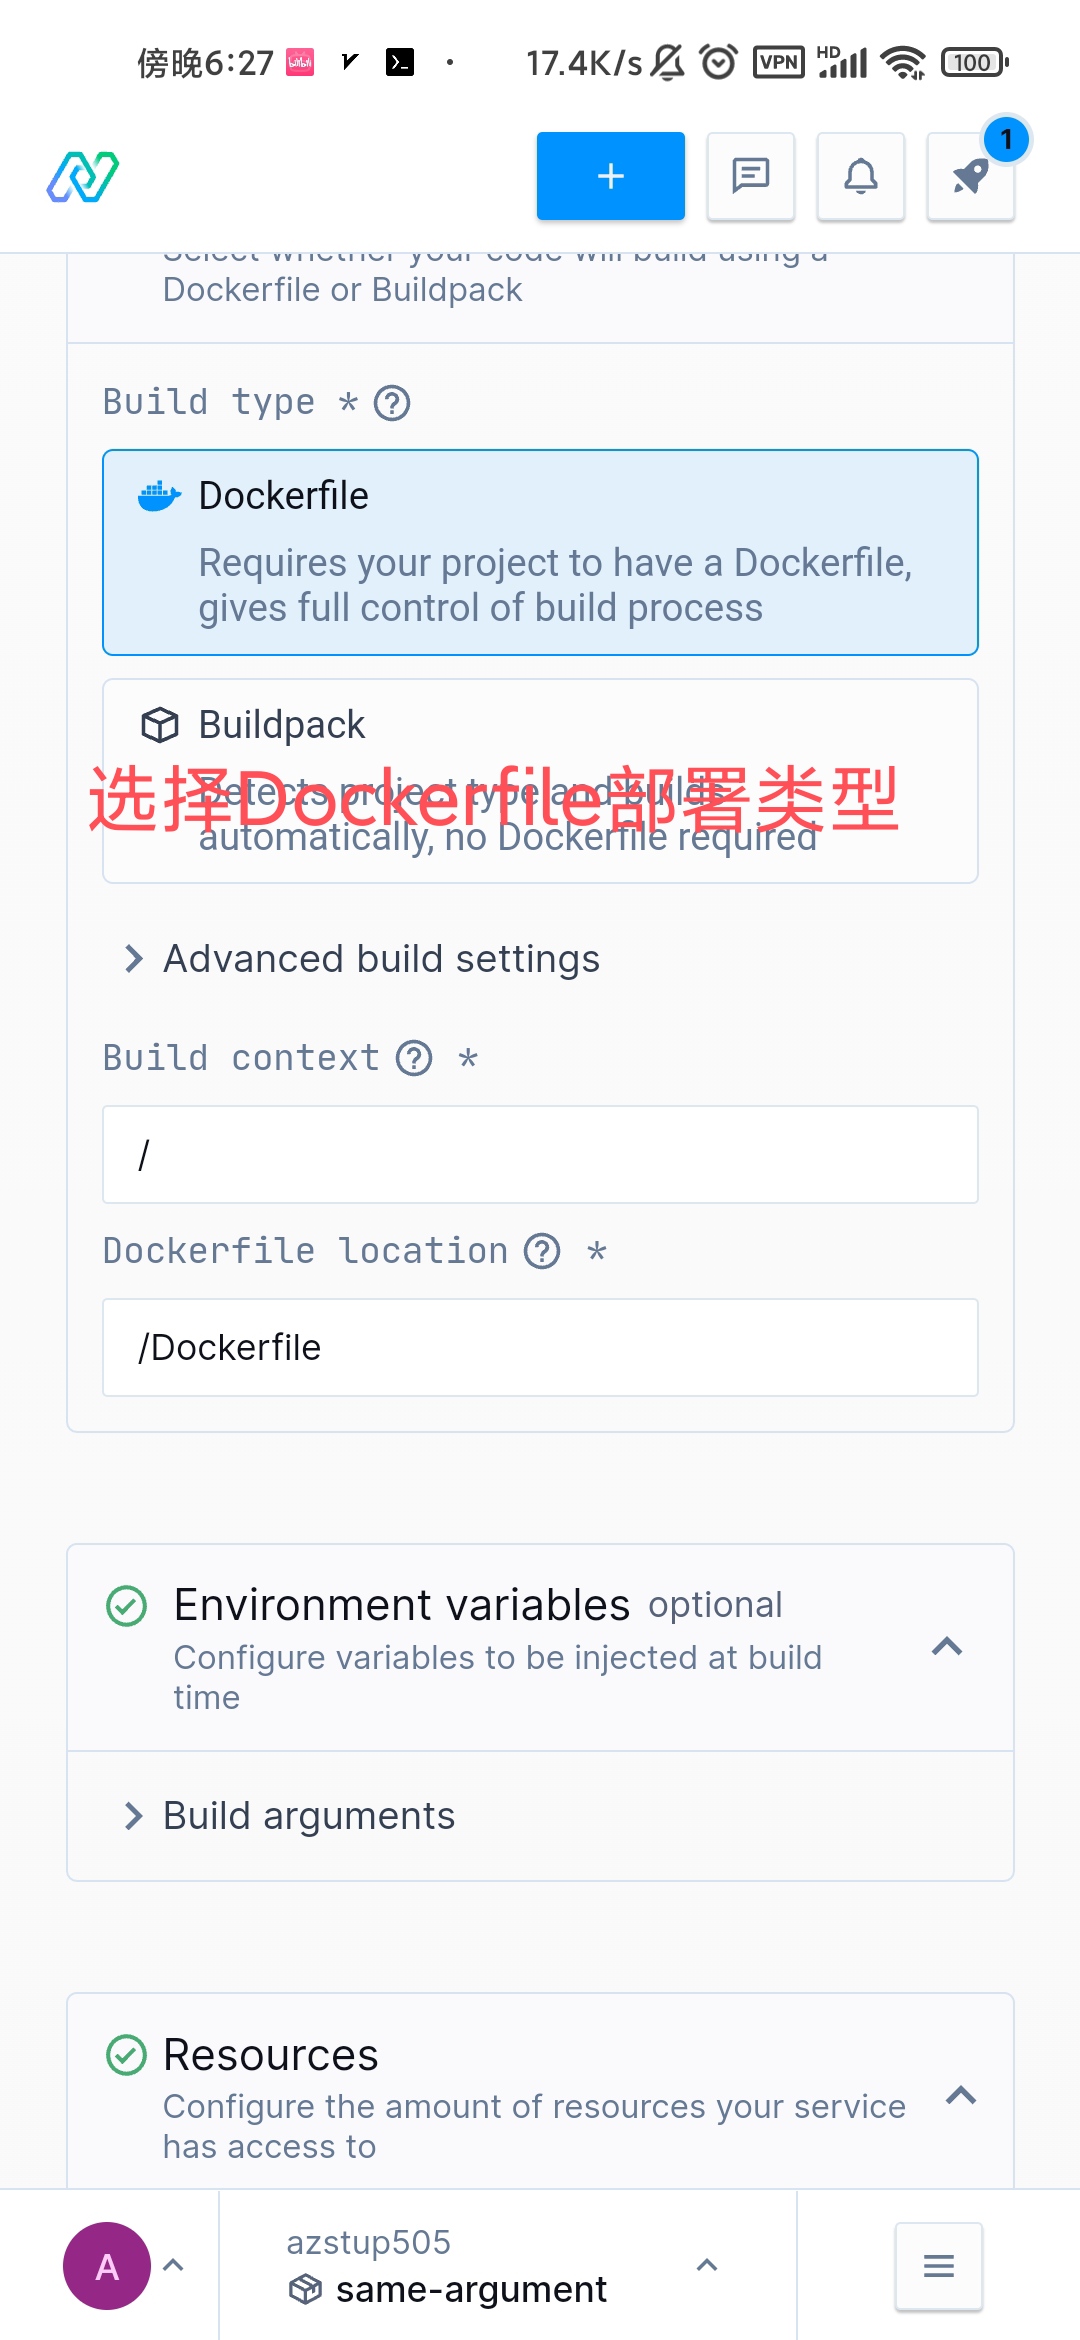 傍晚6:27
17.4K/s
VPN
HD
100
1
Select whether your code will build using a
Dockerfile or Buildpack
Build type *
Dockerfile
Requires your project to have a Dockerfile,
gives full control of build process
Buildpack
选择Dockerfile部署类型
Detects project type and builds
automatically, no Dockerfile required
Advanced build settings
Build context *
/
Dockerfile location *
/Dockerfile
Environment variables optional
Configure variables to be injected at build
time
Build arguments
Resources
Configure the amount of resources your service
has access to
A
azstup505
same-argument